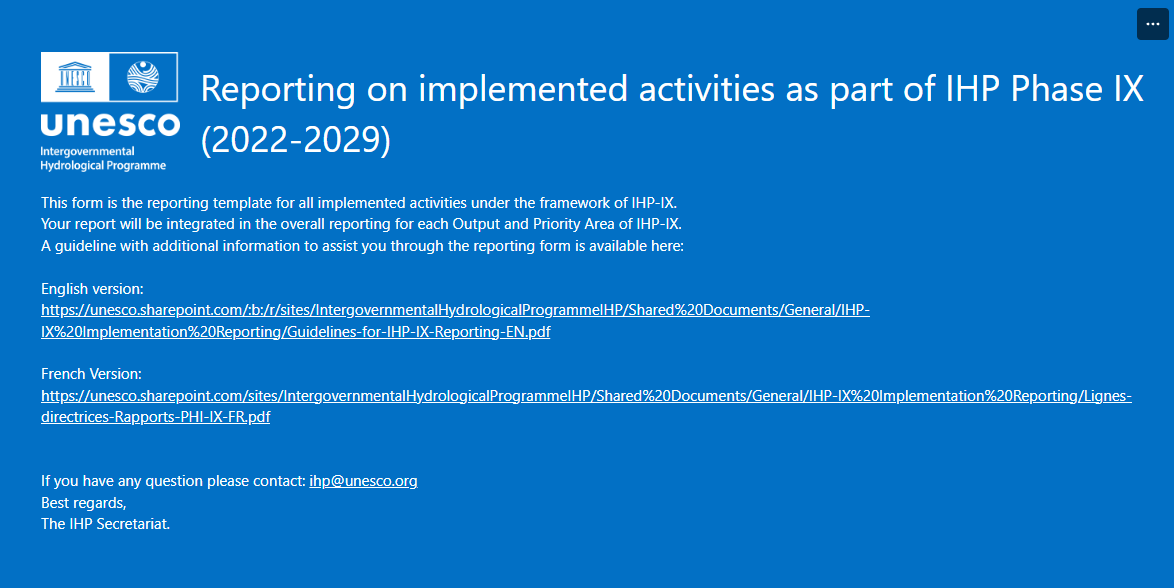 unesco
Intergovernmental
Hydrological Programme
Reporting on implemented activities as part of IHP Phase IX
(2022-2029)
This form is the reporting template for all implemented activities under the framework of IHP-IX.
Your report will be integrated in the overall reporting for each Output and Priority Area of IHP-IX.
A guideline with additional information to assist you through the reporting form is available here:
English version:
https://unesco.sharepoint.com/:b:/r/sites/IntergovernmentalHydrologicalProgrammeIHP/Shared%20Documents/General/IHP-
IX%20Implementation%20Reporting/Guidelines-for-IHP-IX-Reporting-EN.pdf
French Version:
https://unesco.sharepoint.com/sites/IntergovernmentalHydrologicalProgrammeIHP/Shared%20Documents/General/IHP-IX%20Implementation%20Reporting/Lignes-
directrices-Rapports-PHI-IX-FR.pdf
If you have any question please contact: ihp@unesco.org
Best regards,
The IHP Secretariat.